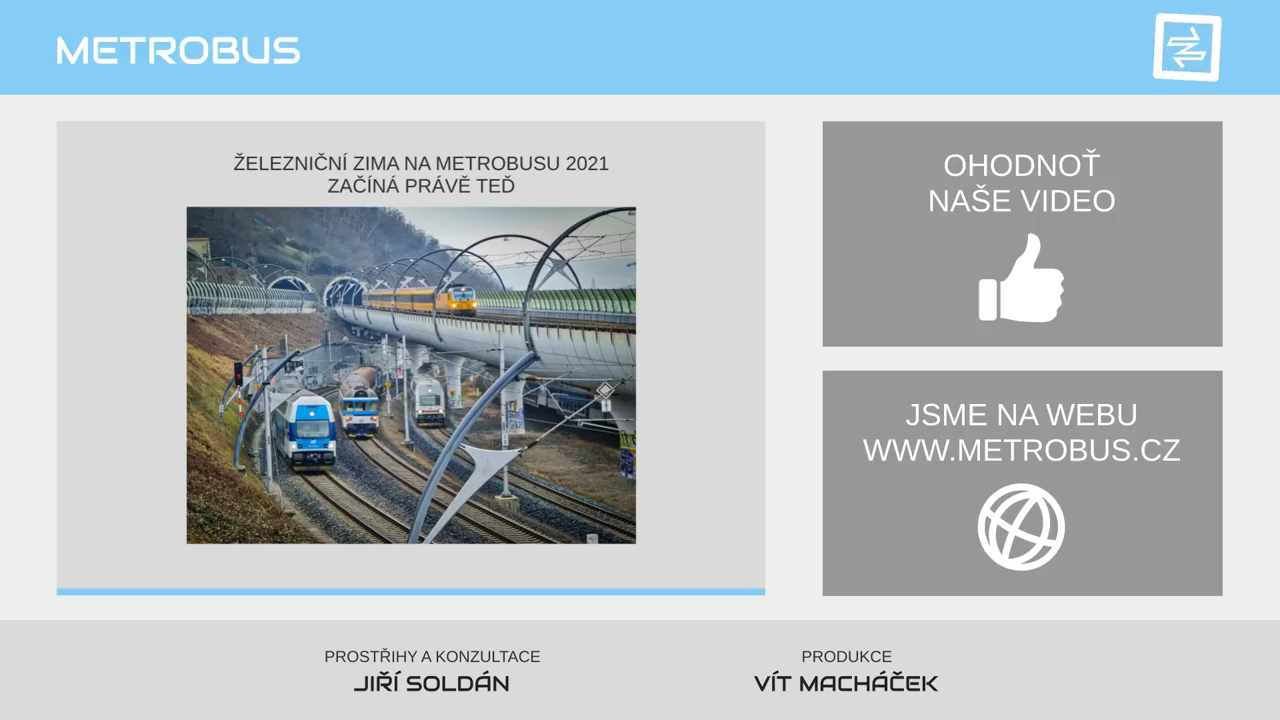 METROBUS
ŽELEZNIČNÍ ZIMA NA METROBUSU 2021
ZAČÍNÁ PRÁVĚ TEĎ
OHODNOŤ
NAŠE VIDEO
JSME NA WEBU
WWW.METROBUS.CZ
PROSTŘIHY A KONZULTACE
JIŘÍ SOLDÁN
PRODUKCE
VÍT MACHÁČEK